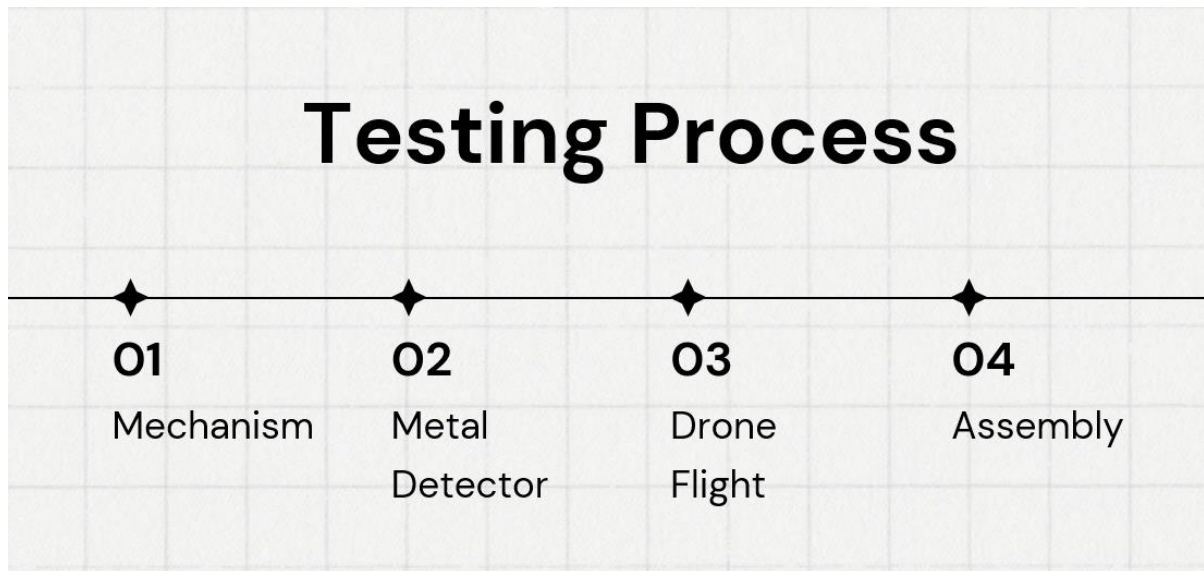 Testing Process
01
Mechanism
02
Metal
Detector
03
Drone
Flight
04
Assembly